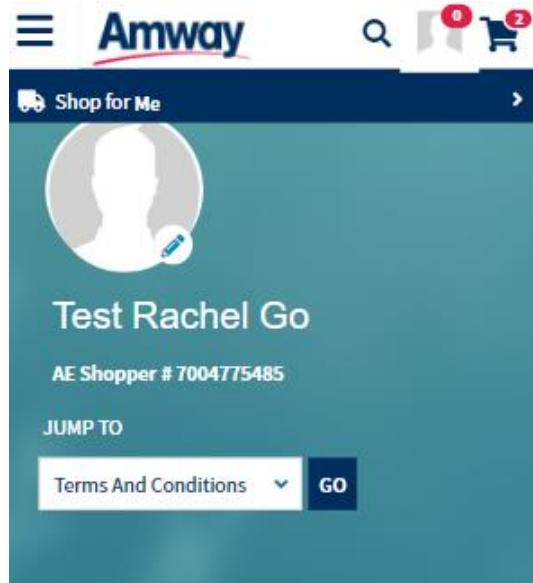 Amway
0
2
Shop for Me
Test Rachel Go
AE Shopper # 7004775485
JUMP TO
Terms And Conditions
GO